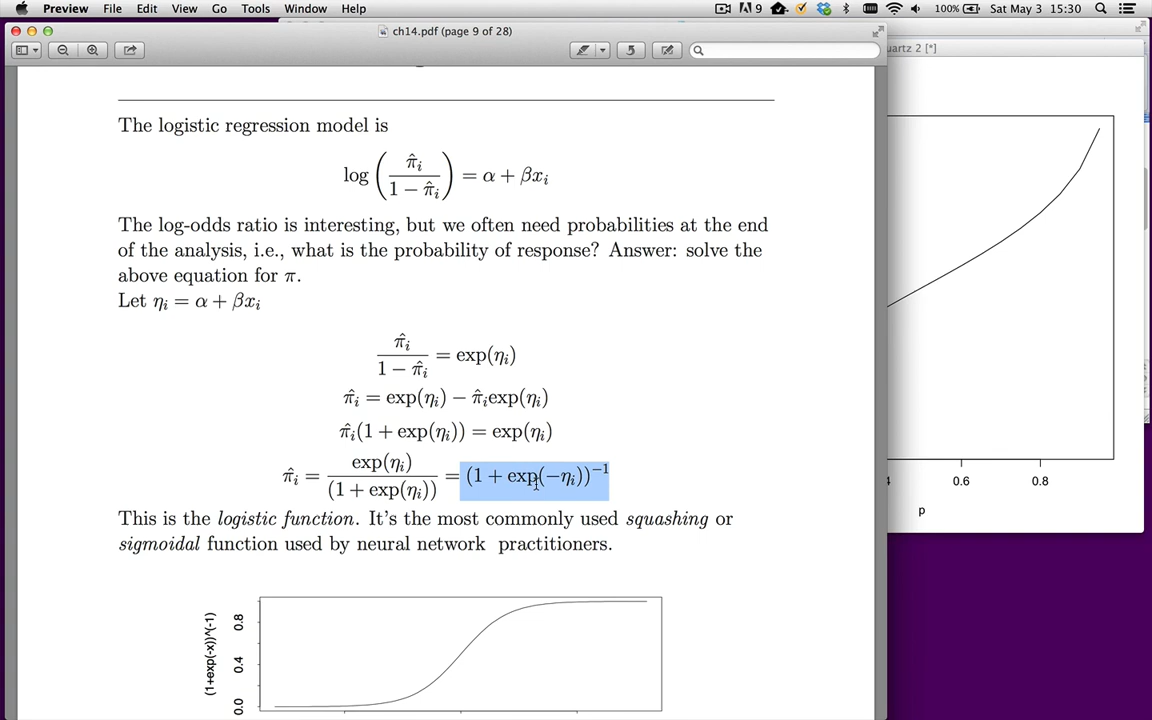 Preview File Edit View Go Tools Bookmarks Window Help
9 100% Sat May 3 15:30
ch14.pdf (page 9 of 28)
uartz 2 [*]
The logistic regression model is
log ( π̂ᵢ / (1 − π̂ᵢ) ) = α + βxᵢ
The log-odds ratio is interesting, but we often need probabilities at the end
of the analysis, i.e., what is the probability of response? Answer: solve the
above equation for π.
Let ηᵢ = α + βxᵢ
π̂ᵢ / (1 − π̂ᵢ) = exp(ηᵢ)
π̂ᵢ = exp(ηᵢ) − π̂ᵢexp(ηᵢ)
π̂ᵢ(1 + exp(ηᵢ)) = exp(ηᵢ)
π̂ᵢ = exp(ηᵢ) / (1 + exp(ηᵢ)) = (1 + exp(−ηᵢ))⁻¹
This is the logistic function. It's the most commonly used squashing or
sigmoidal function used by neural network practitioners.
(1+exp(-x))^(-1)
0.8
0.4
0.0
0.6 0.8
p